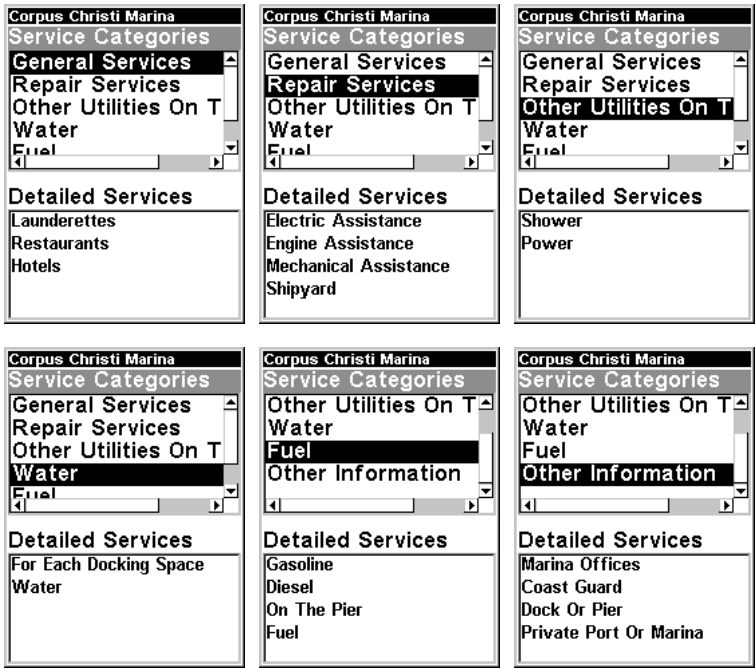 Corpus Christi Marina
Service Categories
General Services
Repair Services
Other Utilities On T
Water
Fuel
Detailed Services
Launderettes
Restaurants
Hotels
Corpus Christi Marina
Service Categories
General Services
Repair Services
Other Utilities On T
Water
Fuel
Detailed Services
Electric Assistance
Engine Assistance
Mechanical Assistance
Shipyard
Corpus Christi Marina
Service Categories
General Services
Repair Services
Other Utilities On T
Water
Fuel
Detailed Services
Shower
Power
Corpus Christi Marina
Service Categories
General Services
Repair Services
Other Utilities On T
Water
Fuel
Detailed Services
For Each Docking Space
Water
Corpus Christi Marina
Service Categories
Other Utilities On T
Water
Fuel
Other Information
Detailed Services
Gasoline
Diesel
On The Pier
Fuel
Corpus Christi Marina
Service Categories
Other Utilities On T
Water
Fuel
Other Information
Detailed Services
Marina Offices
Coast Guard
Dock Or Pier
Private Port Or Marina